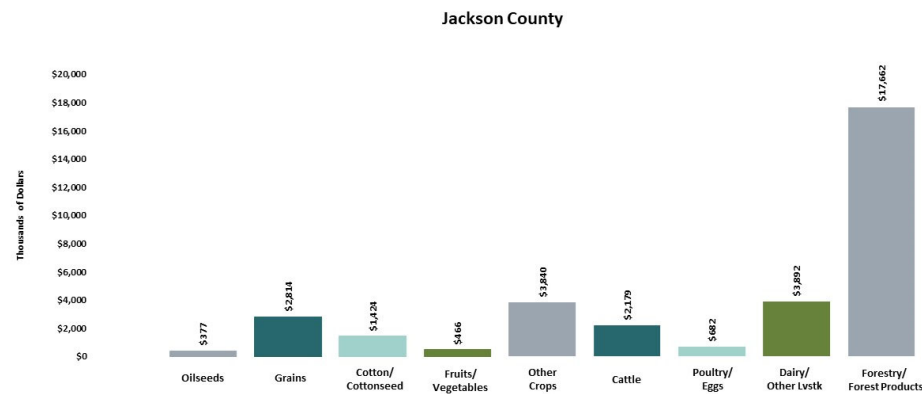 Jackson County
Thousands of Dollars
$20,000
$18,000
$16,000
$14,000
$12,000
$10,000
$8,000
$6,000
$4,000
$2,000
$0
$377
$2,814
$1,424
$466
$3,840
$2,179
$682
$3,892
$17,662
Oilseeds
Grains
Cotton/
Cottonseed
Fruits/
Vegetables
Other
Crops
Cattle
Poultry/
Eggs
Dairy/
Other Lvstk
Forestry/
Forest Products